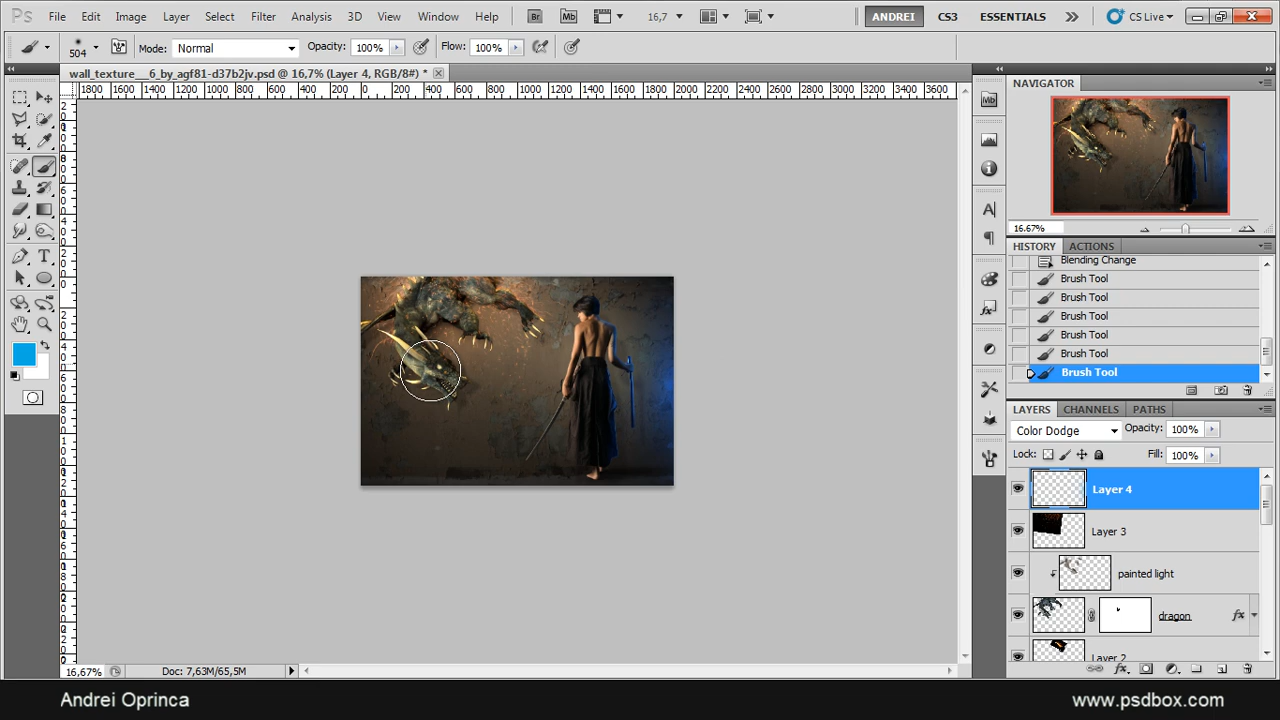 Ps File Edit Image Layer Select Filter Analysis 3D View Window Help Br Mb 16,7 ANDREI CS3 ESSENTIALS CS Live
504 Mode: Normal Opacity: 100% Flow: 100%
wall_texture__6_by_agf81-d37b2jv.psd @ 16,7% (Layer 4, RGB/8#) *
1800 1600 1400 1200 1000 800 600 400 200 0 200 400 600 800 1000 1200 1400 1600 1800 2000 2200 2400 2600 2800 3000 3200 3400 3600
NAVIGATOR
16.67%
HISTORY ACTIONS
Blending Change
Brush Tool
Brush Tool
Brush Tool
Brush Tool
Brush Tool
Brush Tool
LAYERS CHANNELS PATHS
Color Dodge Opacity: 100%
Lock: Fill: 100%
Layer 4
Layer 3
painted light
dragon fx
Layer 2
16,67% Doc: 7,63M/65,5M
Andrei Oprinca www.psdbox.com